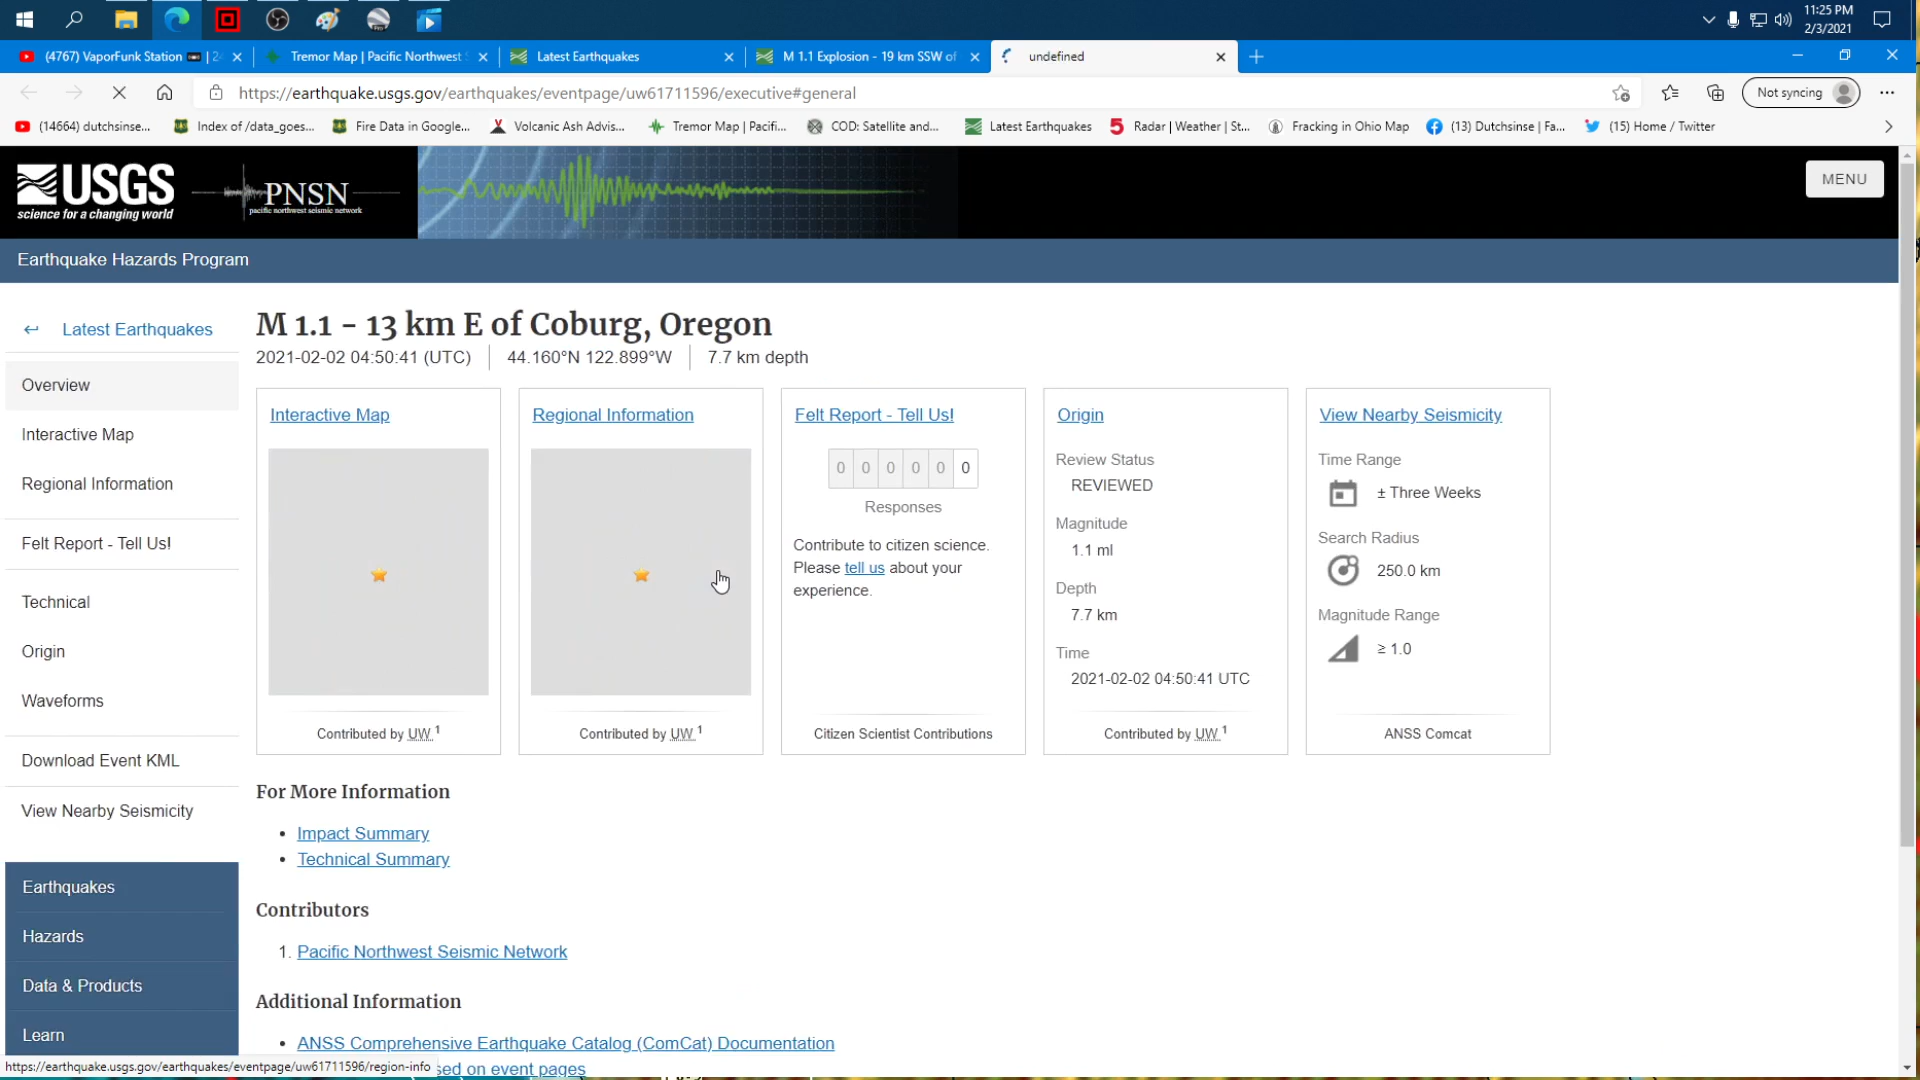 11:25 PM
2/3/2021
(4767) VaporFunk Station | 2
Tremor Map | Pacific Northwest
Latest Earthquakes
M 1.1 Explosion - 19 km SSW of
undefined
https://earthquake.usgs.gov/earthquakes/eventpage/uw61711596/executive#general
Not syncing
(14664) dutchsinse...
Index of /data_goes...
Fire Data in Google...
Volcanic Ash Advis...
Tremor Map | Pacifi...
COD: Satellite and...
Latest Earthquakes
Radar | Weather | St...
Fracking in Ohio Map
(13) Dutchsinse | Fa...
(15) Home / Twitter
USGS
science for a changing world
PNSN
pacific northwest seismic network
MENU
Earthquake Hazards Program
Latest Earthquakes
Overview
Interactive Map
Regional Information
Felt Report - Tell Us!
Technical
Origin
Waveforms
Download Event KML
View Nearby Seismicity
Earthquakes
Hazards
Data & Products
Learn
M 1.1 - 13 km E of Coburg, Oregon
2021-02-02 04:50:41 (UTC)
44.160°N 122.899°W
7.7 km depth
Interactive Map
Contributed by UW 1
Regional Information
Contributed by UW 1
Felt Report - Tell Us!
0 0 0 0 0 0
Responses
Contribute to citizen science.
Please tell us about your
experience.
Citizen Scientist Contributions
Origin
Review Status
REVIEWED
Magnitude
1.1 ml
Depth
7.7 km
Time
2021-02-02 04:50:41 UTC
Contributed by UW 1
View Nearby Seismicity
Time Range
± Three Weeks
Search Radius
250.0 km
Magnitude Range
≥ 1.0
ANSS Comcat
For More Information
• Impact Summary
• Technical Summary
Contributors
1. Pacific Northwest Seismic Network
Additional Information
• ANSS Comprehensive Earthquake Catalog (ComCat) Documentation
sed on event pages
https://earthquake.usgs.gov/earthquakes/eventpage/uw61711596/region-info